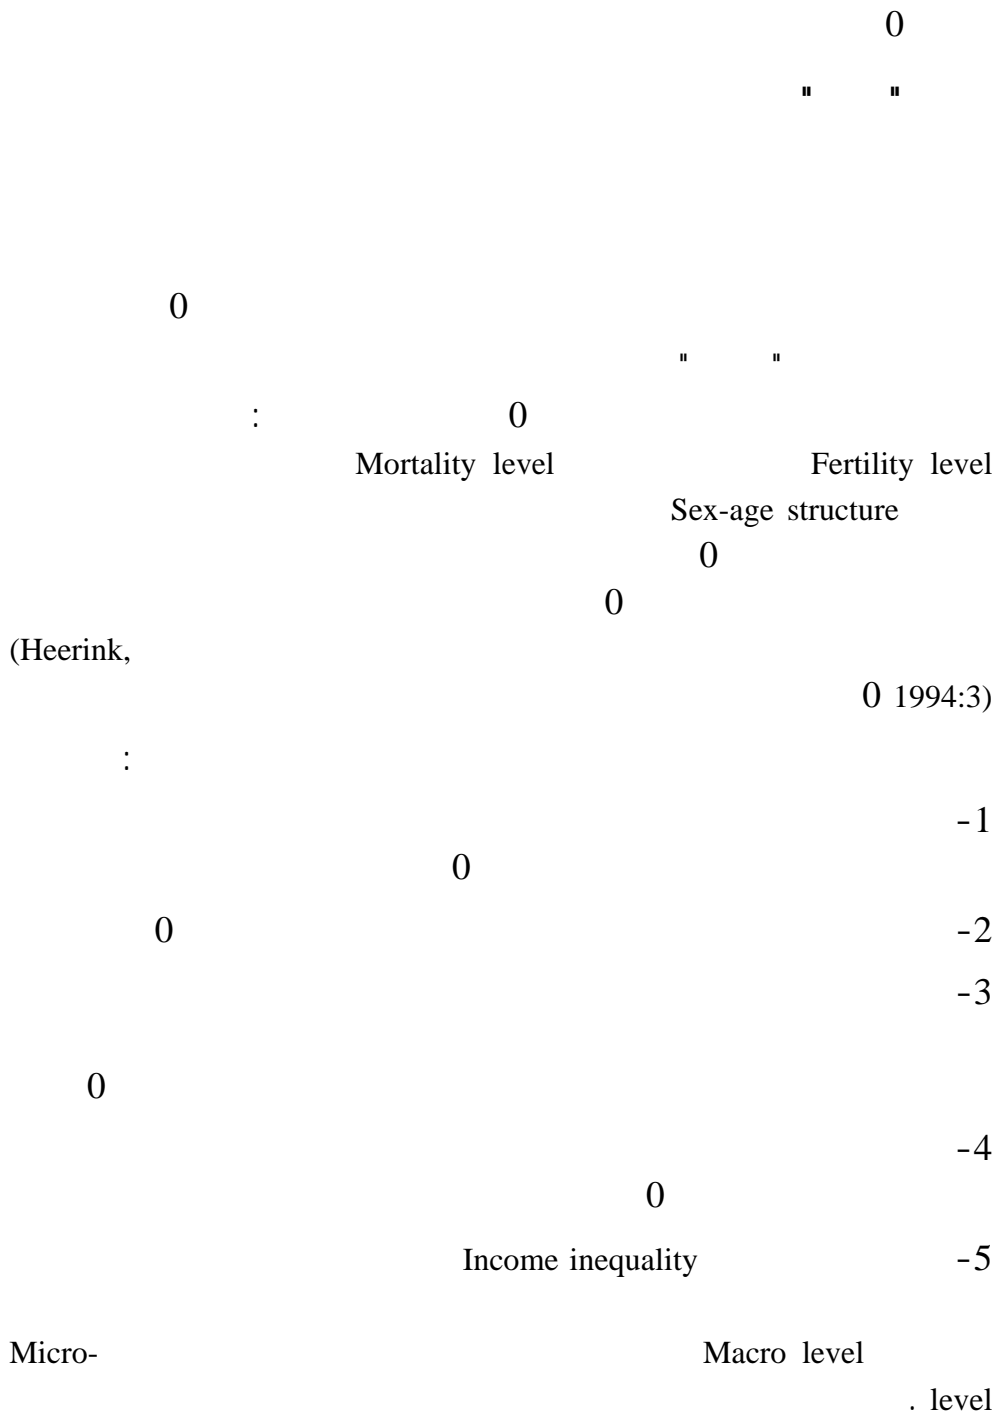 0
" "
0
" "
: 0
Fertility level Mortality level
Sex-age structure
0
0
(Heerink,
0 1994:3)
:
-1
0
0 -2
-3
0
-4
0
-5 Income inequality
Macro level Micro-
. level